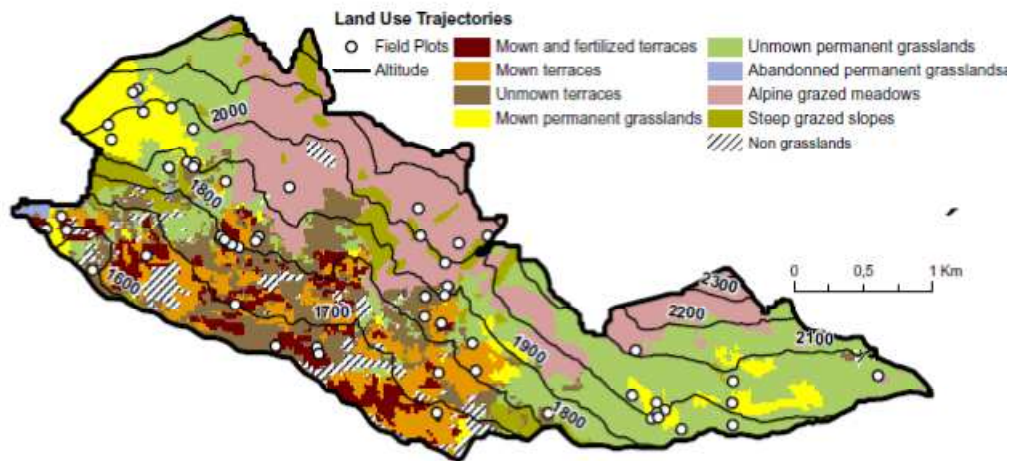 Land Use Trajectories
Field Plots
Altitude
Mown and fertilized terraces
Mown terraces
Unmown terraces
Mown permanent grasslands
Unmown permanent grasslands
Abandonned permanent grasslands
Alpine grazed meadows
Steep grazed slopes
Non grasslands
2000
1800
1600
1700
1900
1800
2300
2200
2100
0 0,5 1 Km